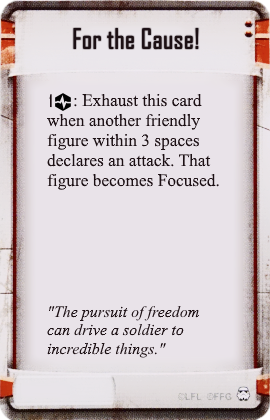 For the Cause!
1: Exhaust this card
when another friendly
figure within 3 spaces
declares an attack. That
figure becomes Focused.
"The pursuit of freedom
can drive a soldier to
incredible things."
©LFL ©FFG